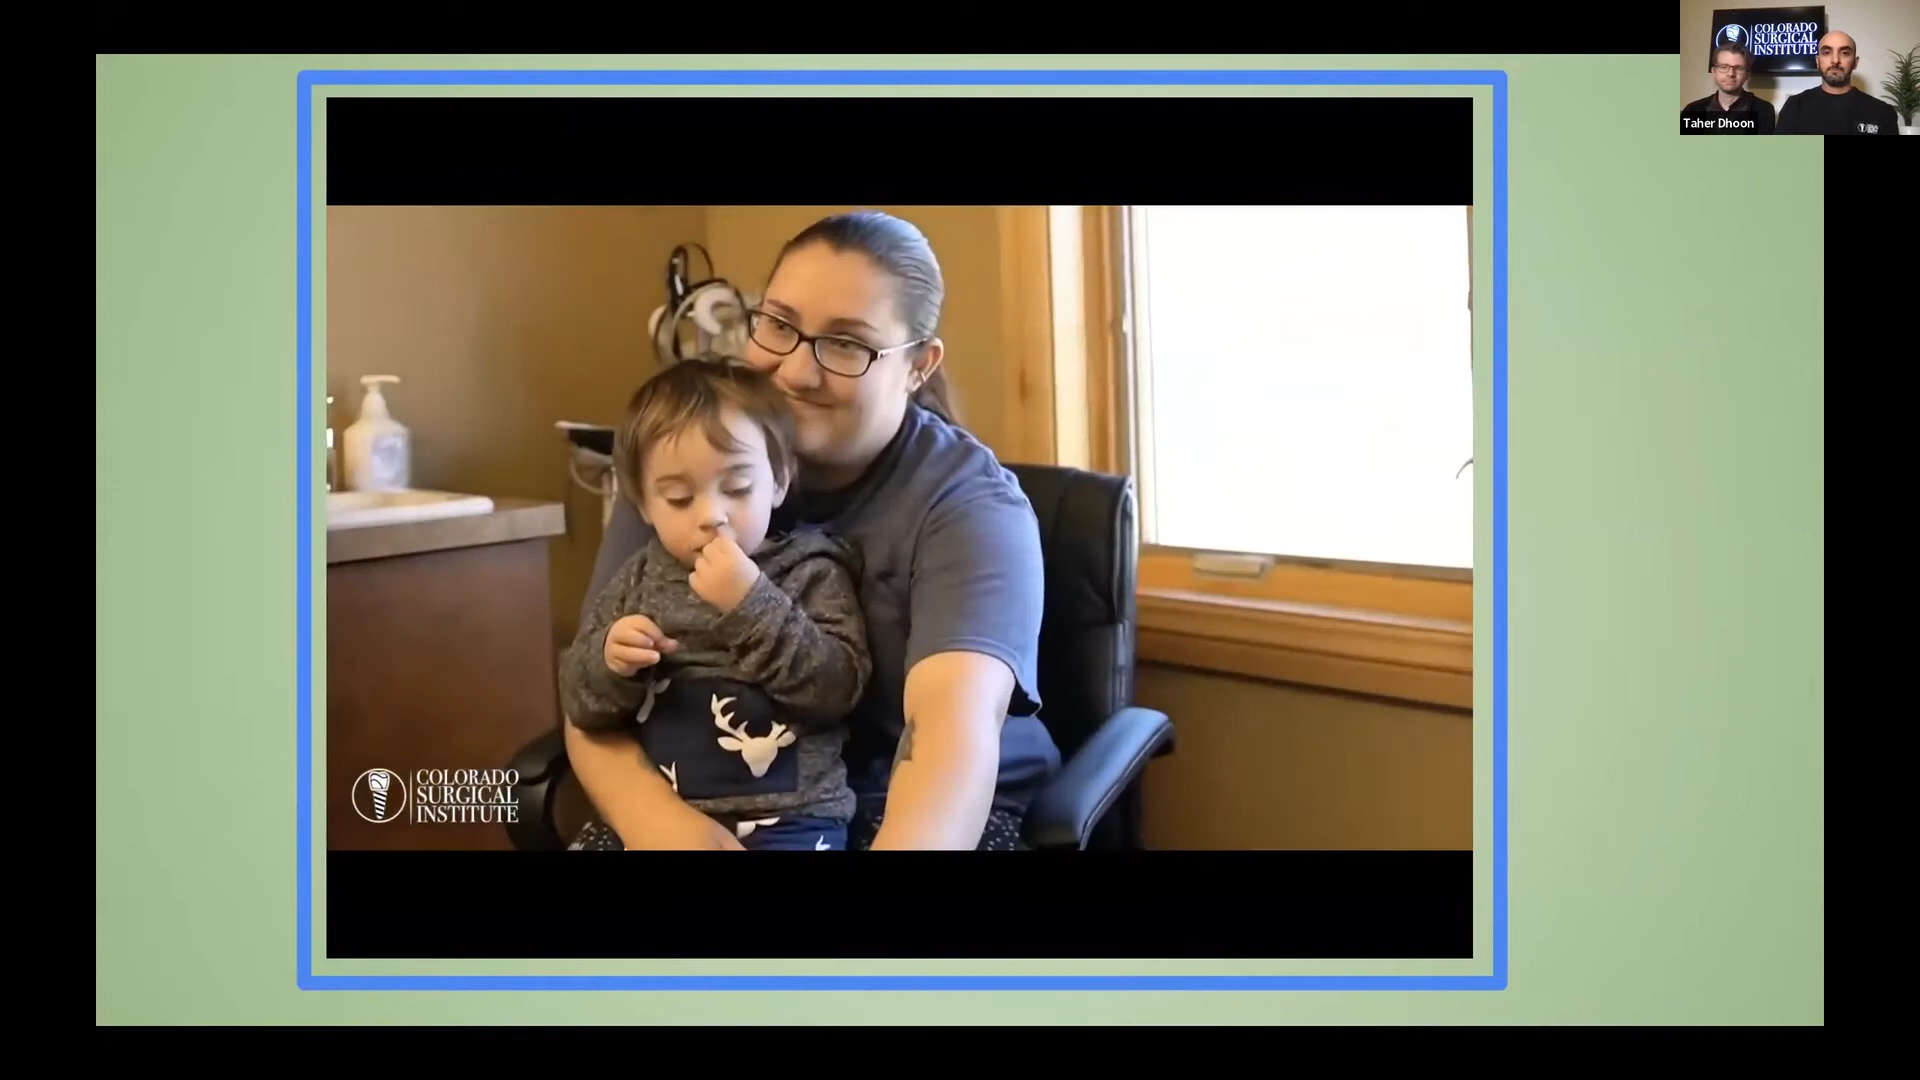 COLORADO
SURGICAL
INSTITUTE
Taher Dhoon
COLORADO
SURGICAL
INSTITUTE